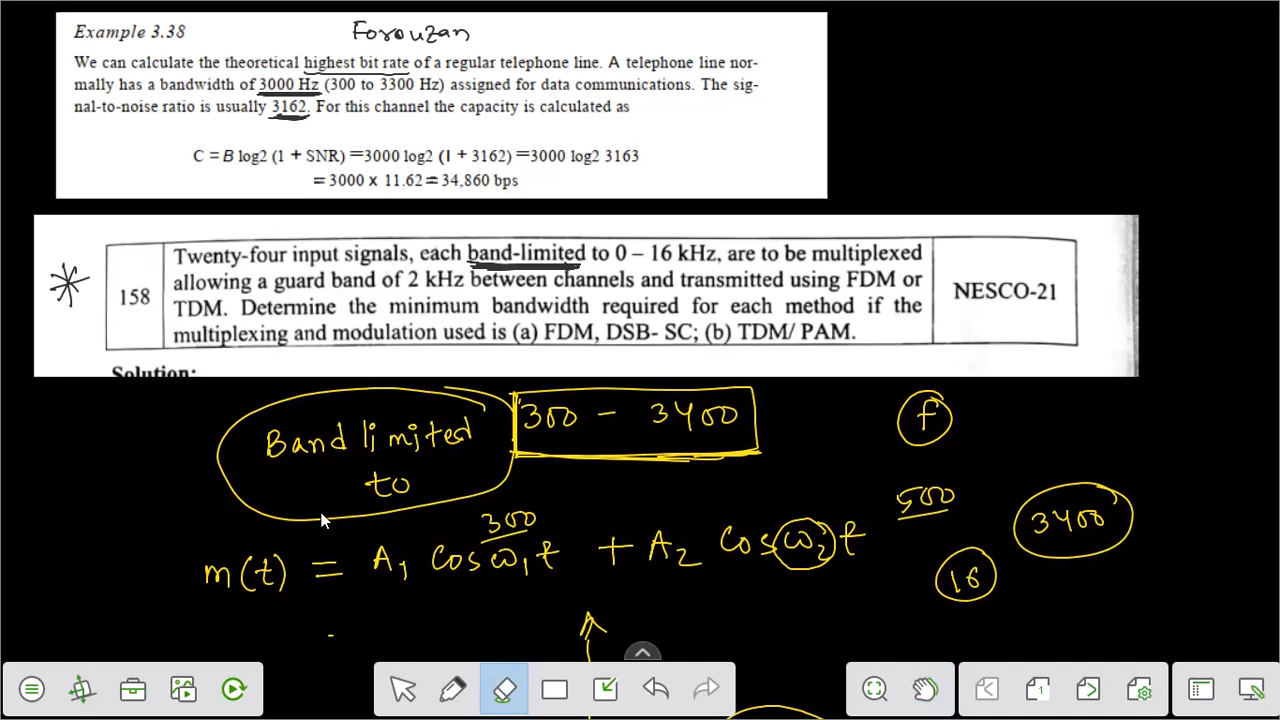 Example 3.38
Forouzan
We can calculate the theoretical highest bit rate of a regular telephone line. A telephone line nor-
mally has a bandwidth of 3000 Hz (300 to 3300 Hz) assigned for data communications. The sig-
nal-to-noise ratio is usually 3162. For this channel the capacity is calculated as
C = B log2 (1 + SNR) = 3000 log2 (1 + 3162) = 3000 log2 3163
= 3000 x 11.62 = 34,860 bps
158
Twenty-four input signals, each band-limited to 0 – 16 kHz, are to be multiplexed
allowing a guard band of 2 kHz between channels and transmitted using FDM or
TDM. Determine the minimum bandwidth required for each method if the
multiplexing and modulation used is (a) FDM, DSB- SC; (b) TDM/ PAM.
NESCO-21
Solution:
Band limited
to
300 - 3400
f
300
500
3400
m(t) = A1 cosω1t + A2 cosω2t
16
1